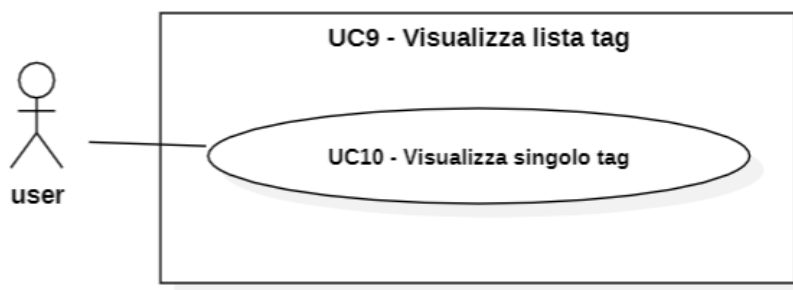 UC9 - Visualizza lista tag
UC10 - Visualizza singolo tag
user